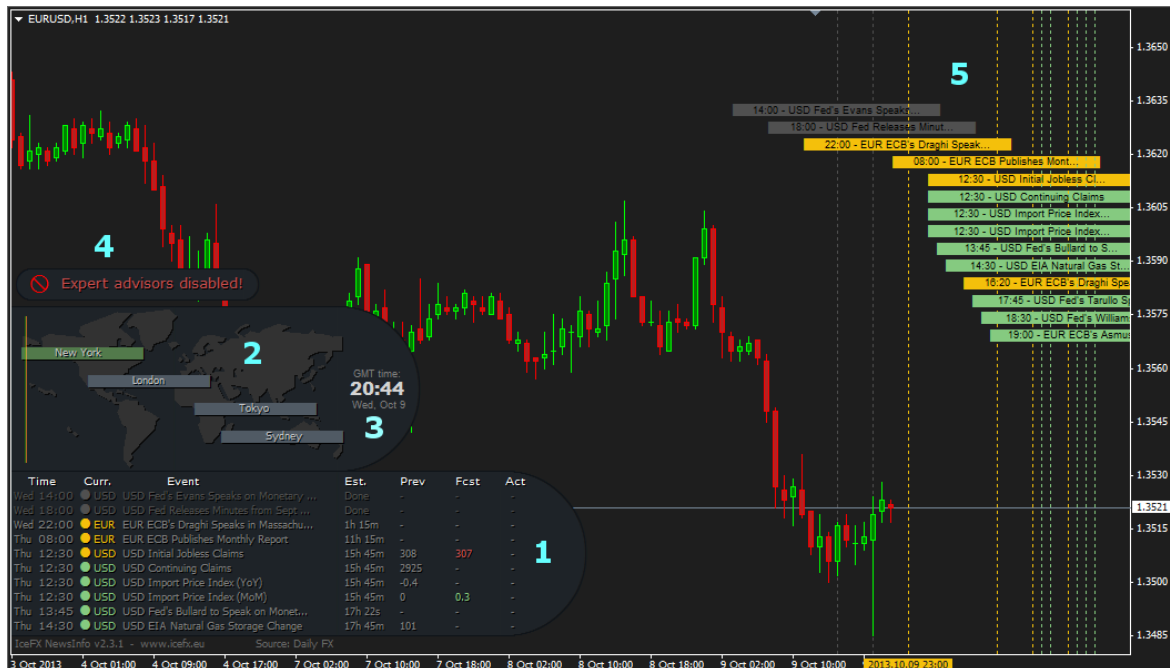 EURUSD,H1 1.3522 1.3523 1.3517 1.3521
1.3650
5
1.3635
14:00 - USD Fed's Evans Speaks...
18:00 - USD Fed Releases Minut...
22:00 - EUR ECB's Draghi Speak...
1.3620
08:00 - EUR ECB Publishes Mont...
12:30 - USD Initial Jobless Cl...
12:30 - USD Continuing Claims
1.3605
12:30 - USD Import Price Index...
12:30 - USD Import Price Index...
13:45 - USD Fed's Bullard to S...
1.3590
14:30 - USD EIA Natural Gas St...
16:20 - EUR ECB's Draghi Spe
17:45 - USD Fed's Tarullo Sp
1.3575
18:30 - USD Fed's William
19:00 - EUR ECB's Asmus
1.3560
1.3545
1.3530
1.3521
1.3515
1.3500
1.3485
4
Expert advisors disabled!
2
New York
London
Tokyo
Sydney
GMT time:
20:44
Wed, Oct 9
3
Time Curr. Event Est. Prev Fcst Act
Wed 14:00 USD USD Fed's Evans Speaks on Monetary ... Done - - -
Wed 18:00 USD USD Fed Releases Minutes from Sept ... Done - - -
Wed 22:00 EUR EUR ECB's Draghi Speaks in Massachu... 1h 15m - - -
Thu 08:00 EUR EUR ECB Publishes Monthly Report 11h 15m - - -
Thu 12:30 USD USD Initial Jobless Claims 15h 45m 308 307 -
1
Thu 12:30 USD USD Continuing Claims 15h 45m 2925 - -
Thu 12:30 USD USD Import Price Index (YoY) 15h 45m -0.4 - -
Thu 12:30 USD USD Import Price Index (MoM) 15h 45m 0 0.3 -
Thu 13:45 USD USD Fed's Bullard to Speak on Monet... 17h 22s - - -
Thu 14:30 USD USD EIA Natural Gas Storage Change 17h 45m 101 - -
IceFX NewsInfo v2.3.1 - www.icefx.eu Source: Daily FX
3 Oct 2013 4 Oct 01:00 4 Oct 09:00 4 Oct 17:00 7 Oct 02:00 7 Oct 10:00 7 Oct 18:00 8 Oct 02:00 8 Oct 10:00 8 Oct 18:00 9 Oct 02:00 9 Oct 10:00 2013.10.09 23:00